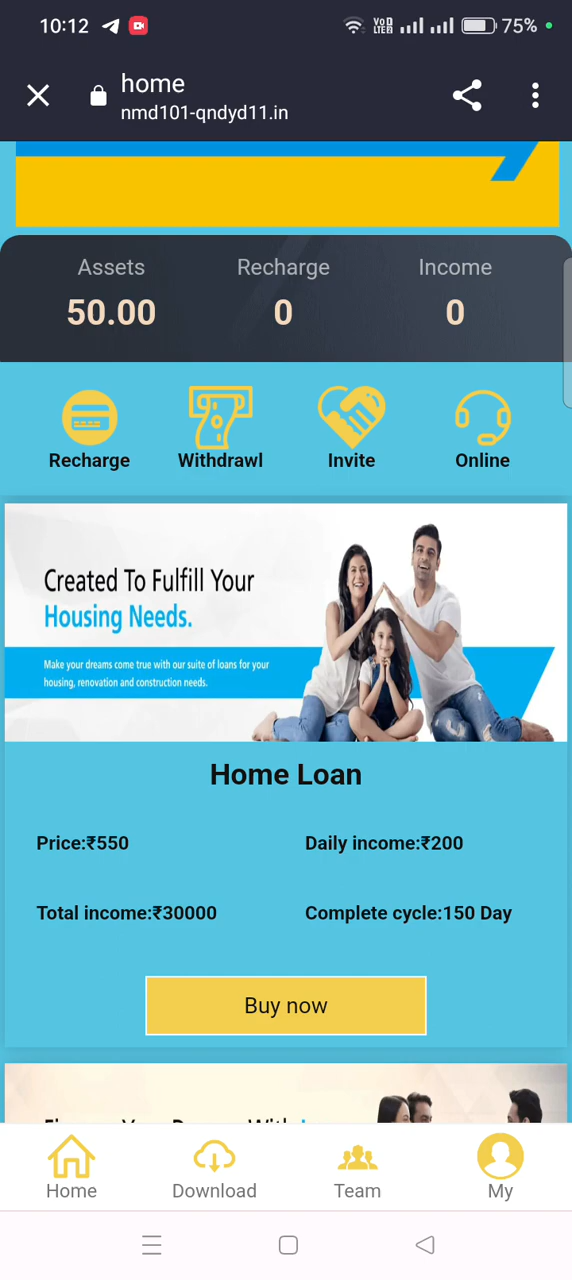 10:12 VoD LTE2 75%
home
nmd101-qndyd11.in
Assets Recharge Income
50.00 0 0
Recharge Withdrawl Invite Online
Created To Fulfill Your
Housing Needs.
Make your dreams come true with our suite of loans for your
housing, renovation and construction needs.
Home Loan
Price:₹550 Daily income:₹200
Total income:₹30000 Complete cycle:150 Day
Buy now
Home Download Team My